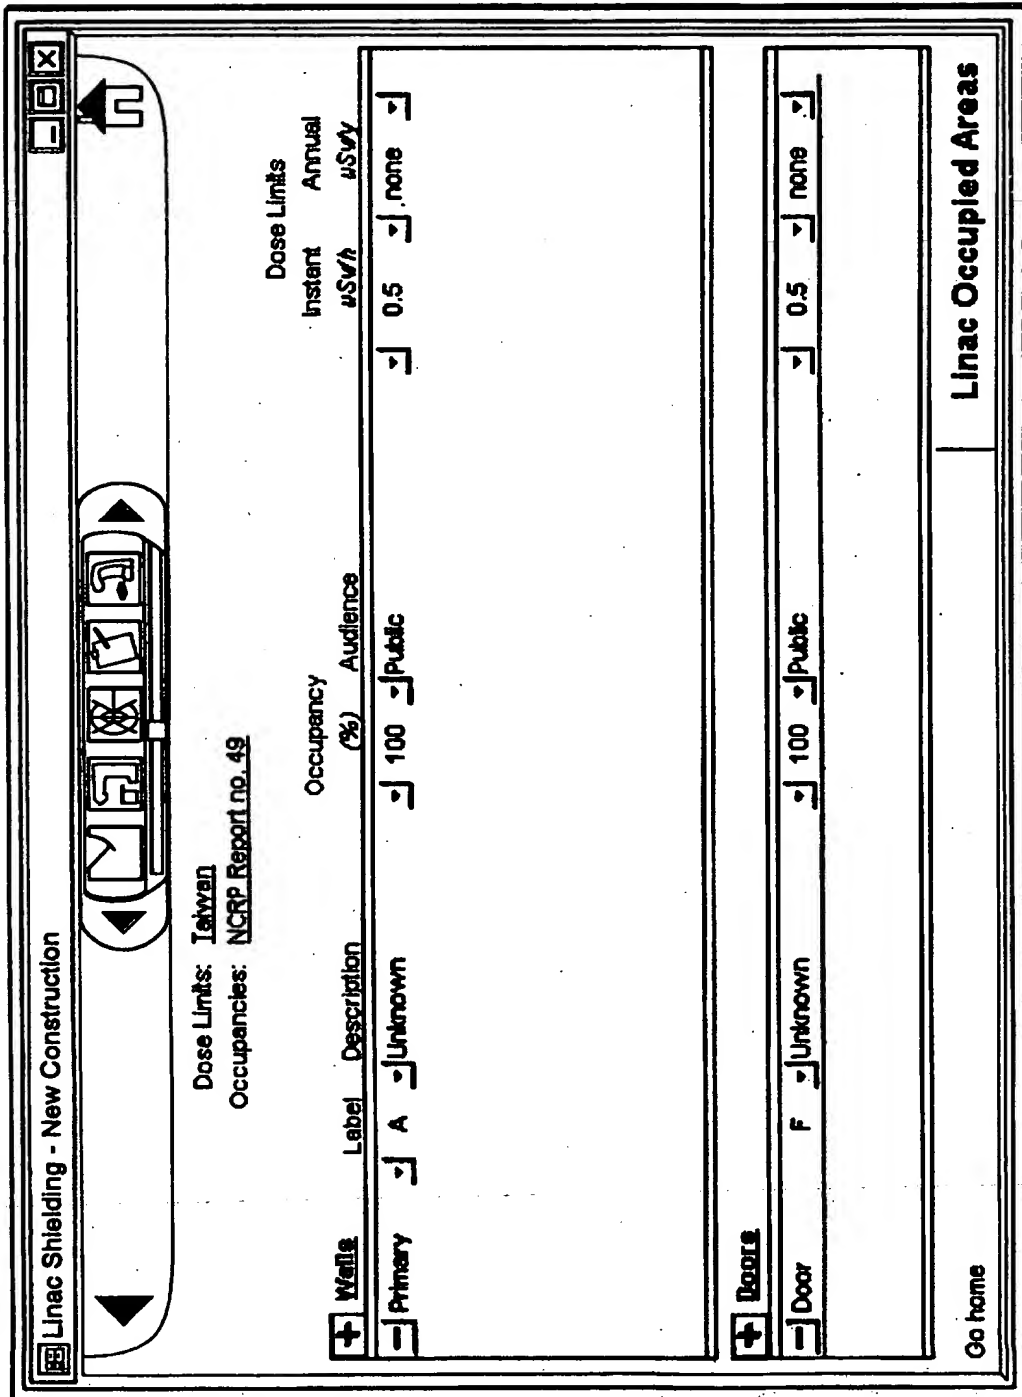 Linac Shielding - New Construction
Dose Limits: Taiwan
Occupancies: NCRP Report no. 49
Occupancy Dose Limits
Label Description (%) Audience Instant Annual
uSv/h uSv/y
+ Walls
- Primary A Unknown 100 Public 0.5 none
+ Doors
- Door F Unknown 100 Public 0.5 none
Go home Linac Occupied Areas